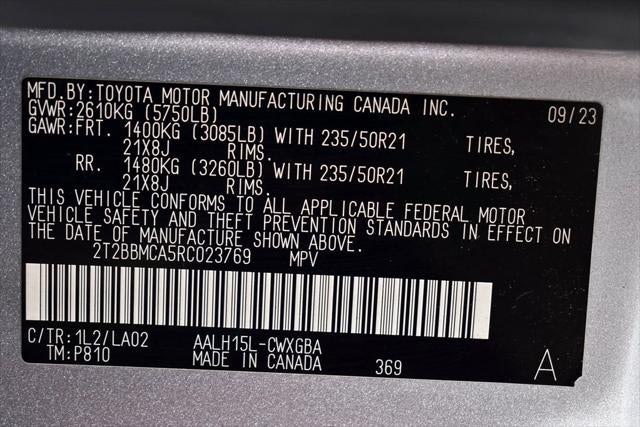 MFD.BY:TOYOTA MOTOR MANUFACTURING CANADA INC. 09/23
GVWR:2610KG (5750LB)
GAWR:FRT. 1400KG (3085LB) WITH 235/50R21 TIRES,
21X8J RIMS.
RR. 1480KG (3260LB) WITH 235/50R21 TIRES,
21X8J RIMS.
THIS VEHICLE CONFORMS TO ALL APPLICABLE FEDERAL MOTOR
VEHICLE SAFETY AND THEFT PREVENTION STANDARDS IN EFFECT ON
THE DATE OF MANUFACTURE SHOWN ABOVE.
2T2BBMCA5RC023769 MPV
C/TR:1L2/LA02 AALH15L-CWXGBA
TM:P810 MADE IN CANADA 369 A